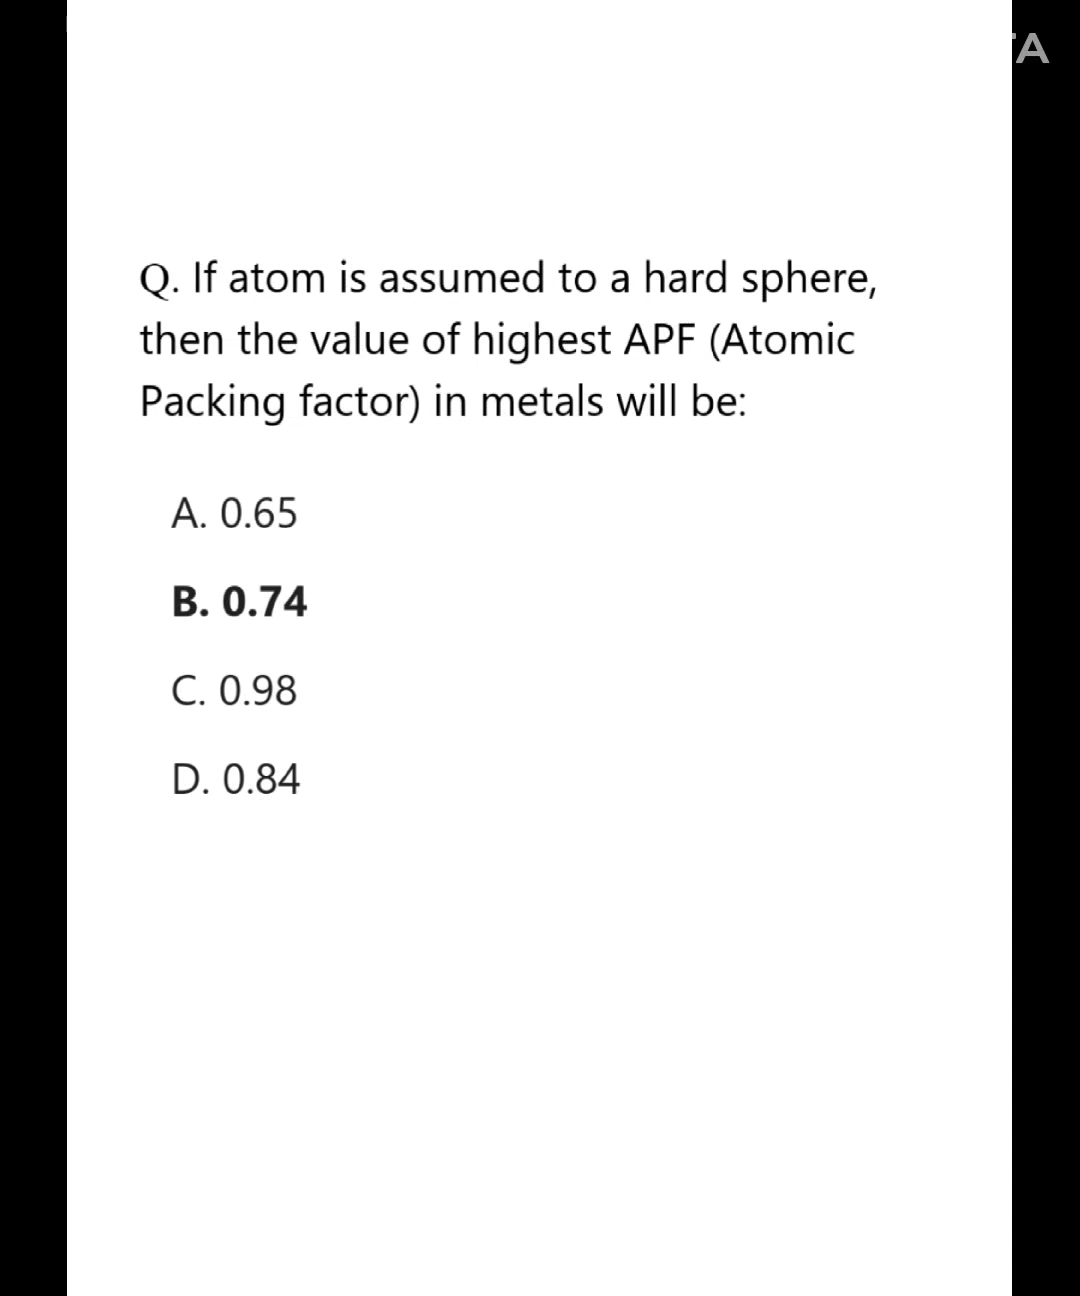 'A
Q. If atom is assumed to a hard sphere,
then the value of highest APF (Atomic
Packing factor) in metals will be:
A. 0.65
B. 0.74
C. 0.98
D. 0.84